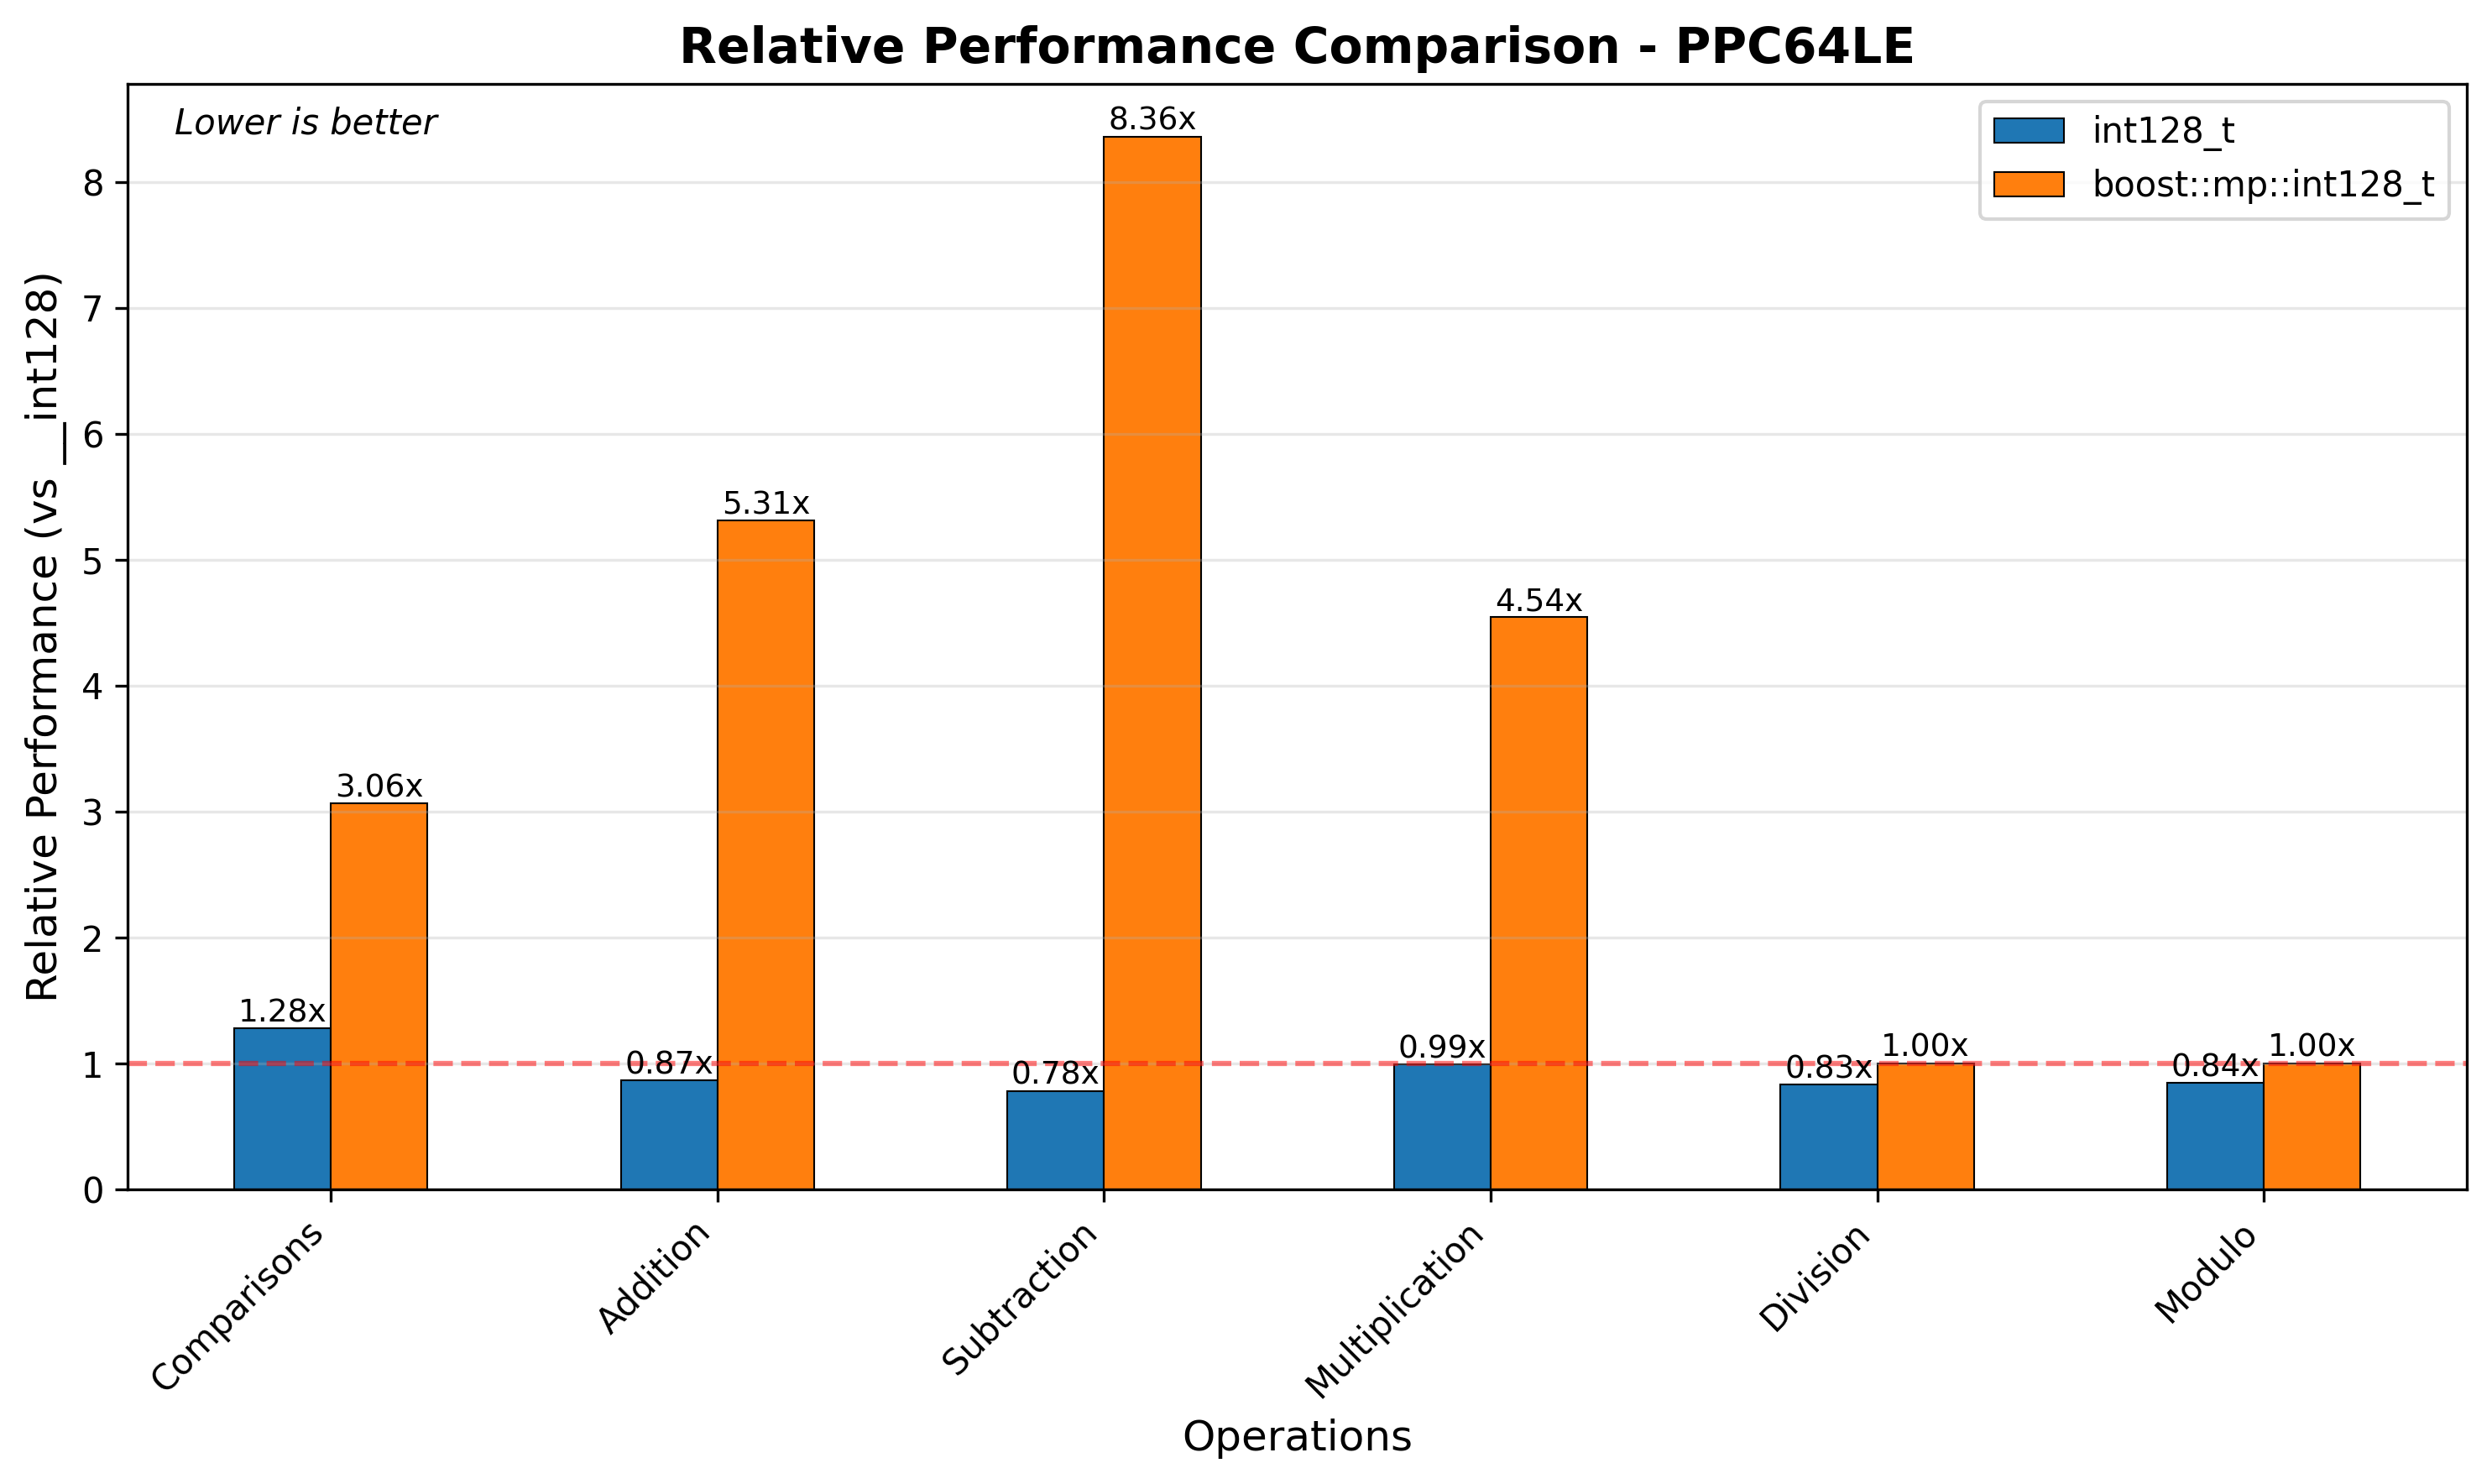 Relative Performance Comparison - PPC64LE
Lower is better
int128_t
boost::mp::int128_t
Relative Performance (vs __int128)
8
7
6
5
4
3
2
1
0
1.28x
3.06x
0.87x
5.31x
0.78x
8.36x
0.99x
4.54x
0.83x
1.00x
0.84x
1.00x
Comparisons
Addition
Subtraction
Multiplication
Division
Modulo
Operations